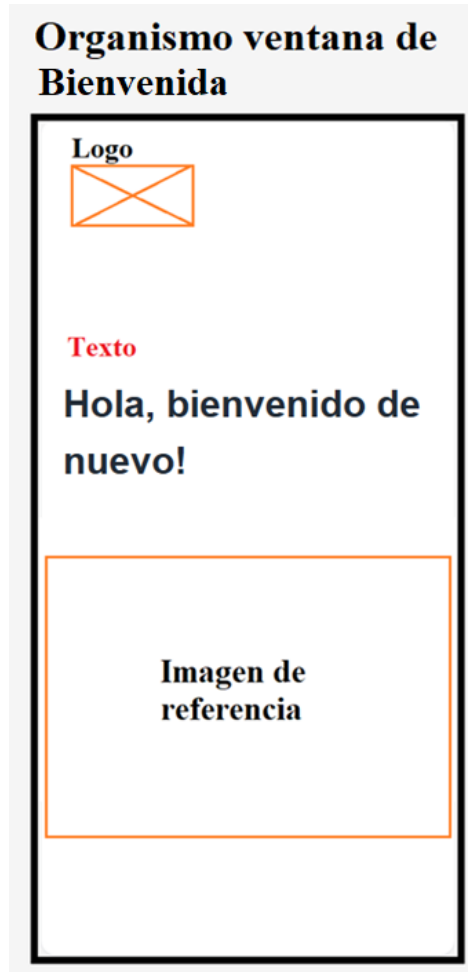 Organismo ventana de
Bienvenida
Logo
Texto
Hola, bienvenido de
nuevo!
Imagen de
referencia